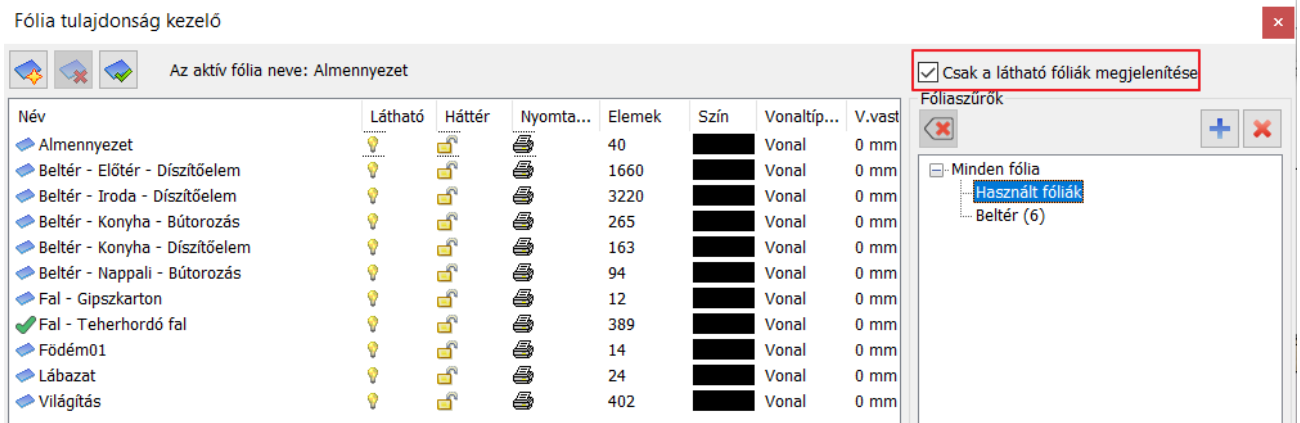 Fólia tulajdonság kezelő
Az aktív fólia neve: Almennyezet
Csak a látható fóliák megjelenítése
Név Látható Háttér Nyomta... Elemek Szín Vonaltíp... V.vast
Almennyezet 40 Vonal 0 mm
Beltér - Előtér - Díszítőelem 1660 Vonal 0 mm
Beltér - Iroda - Díszítőelem 3220 Vonal 0 mm
Beltér - Konyha - Bútorozás 265 Vonal 0 mm
Beltér - Konyha - Díszítőelem 163 Vonal 0 mm
Beltér - Nappali - Bútorozás 94 Vonal 0 mm
Fal - Gipszkarton 12 Vonal 0 mm
Fal - Teherhordó fal 389 Vonal 0 mm
Födém01 14 Vonal 0 mm
Lábazat 24 Vonal 0 mm
Világítás 402 Vonal 0 mm
Fóliaszűrők
Minden fólia
Használt fóliák
Beltér (6)